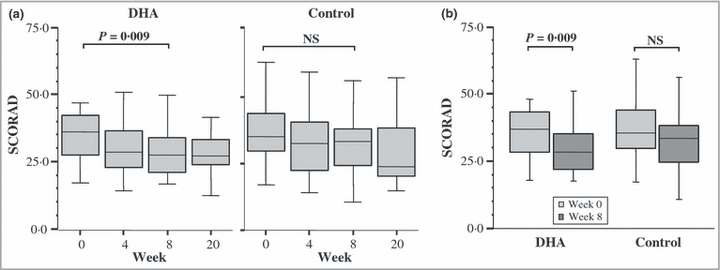 (a)
DHA
Control
75·0
P = 0·009
NS
50·0
SCORAD
25·0
0·0
0 4 8 20
Week
0 4 8 20
Week
(b)
75·0
P = 0·009
NS
50·0
SCORAD
25·0
0·0
Week 0
Week 8
DHA
Control